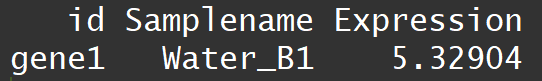 id Samplename Expression
gene1 Water_B1 5.32904